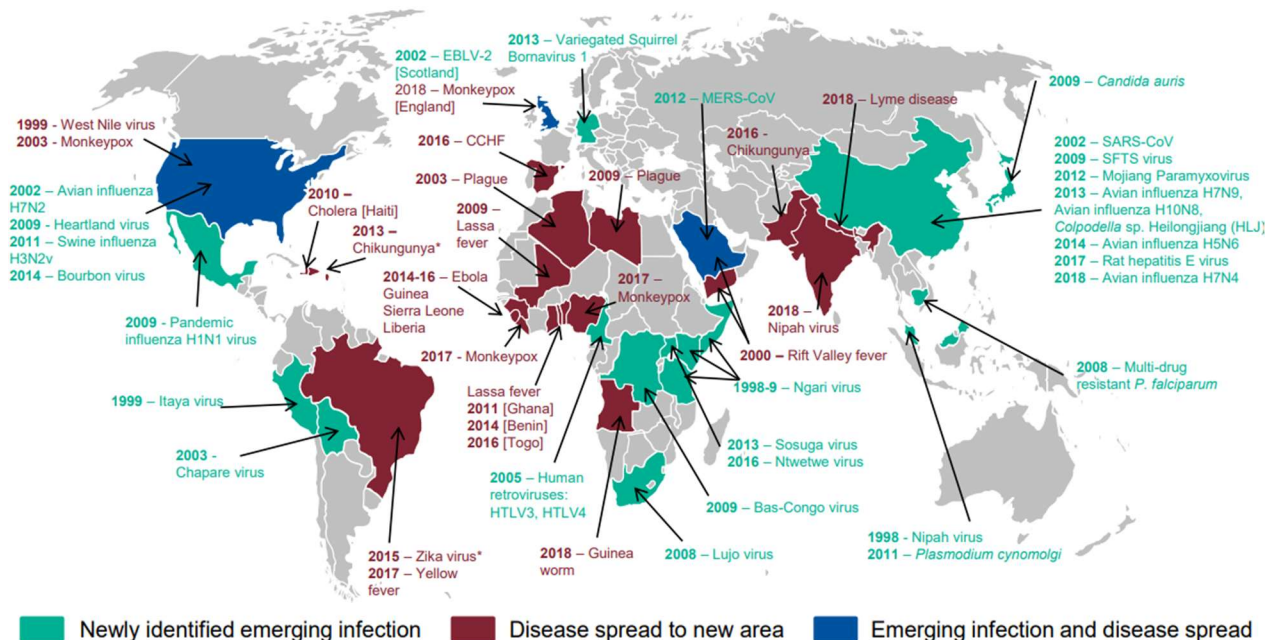 2013 – Variegated Squirrel
Bornavirus 1
2002 – EBLV-2
[Scotland]
2018 – Monkeypox
[England]
2009 – Candida auris
2012 – MERS-CoV
2018 – Lyme disease
1999 – West Nile virus
2003 – Monkeypox
2016 – CCHF
2016 -
Chikungunya
2002 – SARS-CoV
2009 – SFTS virus
2012 – Mojiang Paramyxovirus
2013 – Avian influenza H7N9,
Avian influenza H10N8,
Colpodella sp. Heilongjiang (HLJ)
2014 – Avian influenza H5N6
2017 – Rat hepatitis E virus
2018 – Avian influenza H7N4
2003 – Plague
2009 – Plague
2002 – Avian influenza
H7N2
2009 – Heartland virus
2011 – Swine influenza
H3N2v
2014 – Bourbon virus
2010 –
Cholera [Haiti]
2013 –
Chikungunya*
2009 –
Lassa
fever
2014-16 – Ebola
Guinea
Sierra Leone
Liberia
2017 –
Monkeypox
2018 –
Nipah virus
2009 - Pandemic
influenza H1N1 virus
2017 - Monkeypox
2000 – Rift Valley fever
2008 – Multi-drug
resistant P. falciparum
1998-9 – Ngari virus
1999 – Itaya virus
Lassa fever
2011 [Ghana]
2014 [Benin]
2016 [Togo]
2013 – Sosuga virus
2016 – Ntwetwe virus
2003 -
Chapare virus
2005 – Human
retroviruses:
HTLV3, HTLV4
2009 – Bas-Congo virus
1998 - Nipah virus
2011 – Plasmodium cynomolgi
2015 – Zika virus*
2017 – Yellow
fever
2018 – Guinea
worm
2008 – Lujo virus
Newly identified emerging infection
Disease spread to new area
Emerging infection and disease spread